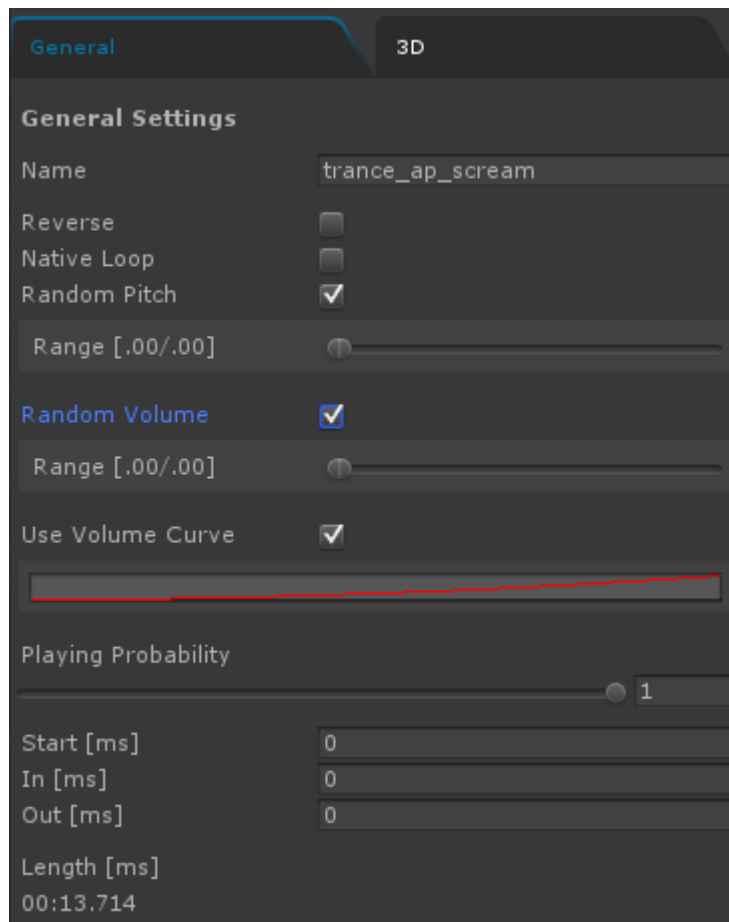 General 3D
General Settings
Name trance_ap_scream
Reverse
Native Loop
Random Pitch
Range [.00/.00]
Random Volume
Range [.00/.00]
Use Volume Curve
Playing Probability
1
Start [ms] 0
In [ms] 0
Out [ms] 0
Length [ms]
00:13.714